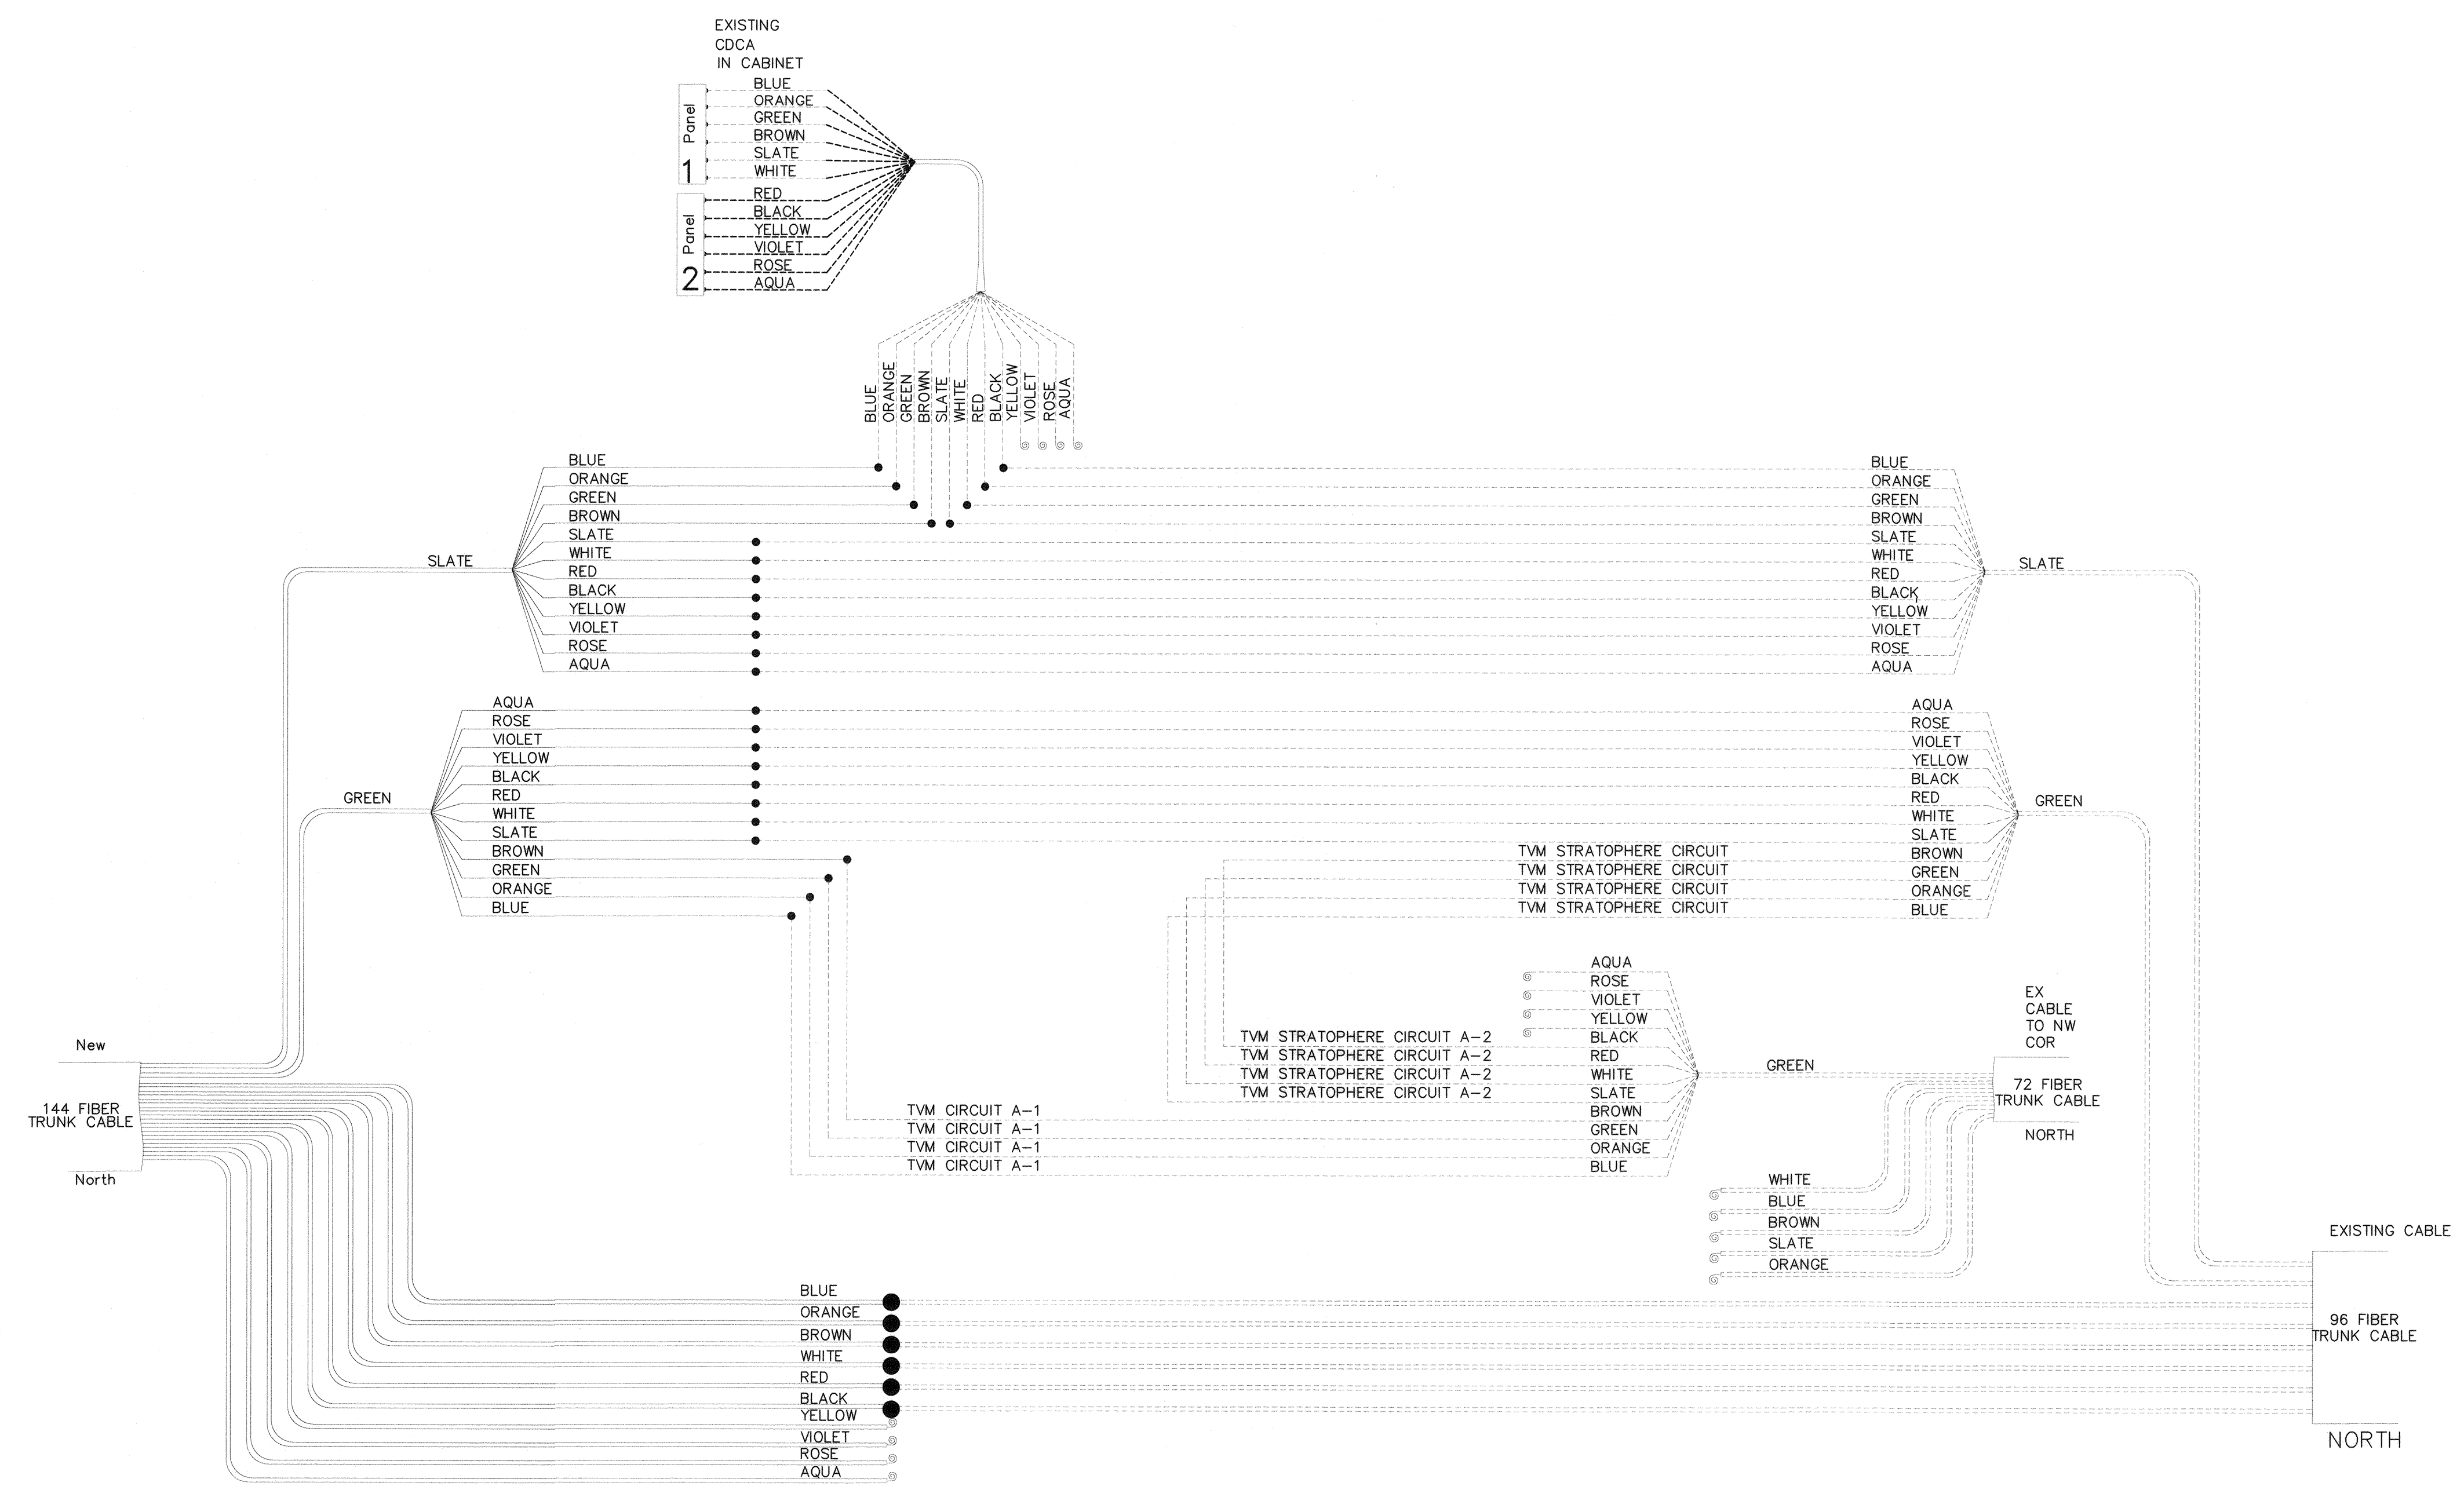 EXISTING
CDCA
IN CABINET
Panel
1
BLUE
ORANGE
GREEN
BROWN
SLATE
WHITE
Panel
2
RED
BLACK
YELLOW
VIOLET
ROSE
AQUA
BLUE
ORANGE
GREEN
BROWN
SLATE
WHITE
RED
BLACK
YELLOW
VIOLET
ROSE
AQUA
SLATE
BLUE
ORANGE
GREEN
BROWN
SLATE
WHITE
RED
BLACK
YELLOW
VIOLET
ROSE
AQUA
BLUE
ORANGE
GREEN
BROWN
SLATE
WHITE
RED
BLACK
YELLOW
VIOLET
ROSE
AQUA
SLATE
GREEN
AQUA
ROSE
VIOLET
YELLOW
BLACK
RED
WHITE
SLATE
BROWN
GREEN
ORANGE
BLUE
AQUA
ROSE
VIOLET
YELLOW
BLACK
RED
WHITE
SLATE
TVM STRATOPHERE CIRCUIT BROWN
TVM STRATOPHERE CIRCUIT GREEN
TVM STRATOPHERE CIRCUIT ORANGE
TVM STRATOPHERE CIRCUIT BLUE
GREEN
AQUA
ROSE
VIOLET
YELLOW
TVM STRATOPHERE CIRCUIT A-2 BLACK
TVM STRATOPHERE CIRCUIT A-2 RED
TVM STRATOPHERE CIRCUIT A-2 WHITE
TVM STRATOPHERE CIRCUIT A-2 SLATE
TVM CIRCUIT A-1 BROWN
TVM CIRCUIT A-1 GREEN
TVM CIRCUIT A-1 ORANGE
TVM CIRCUIT A-1 BLUE
GREEN
EX
CABLE
TO NW
COR
72 FIBER
TRUNK CABLE
NORTH
WHITE
BLUE
BROWN
SLATE
ORANGE
New
144 FIBER
TRUNK CABLE
North
BLUE
ORANGE
BROWN
WHITE
RED
BLACK
YELLOW
VIOLET
ROSE
AQUA
EXISTING CABLE
96 FIBER
TRUNK CABLE
NORTH